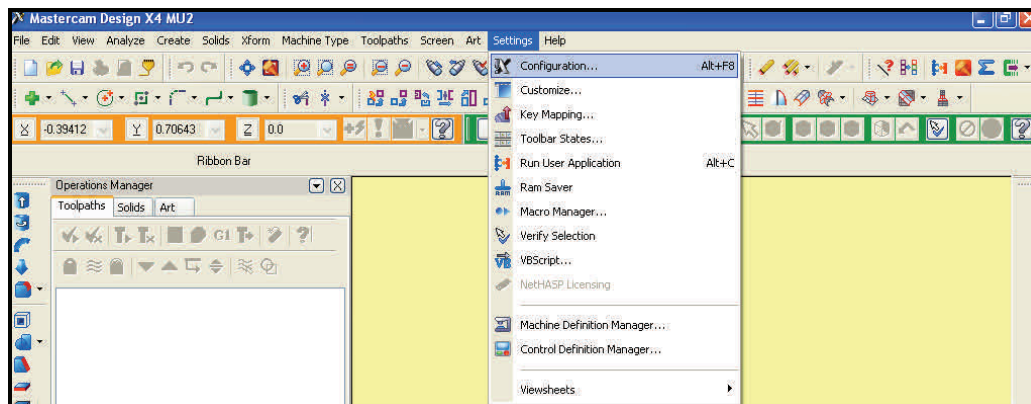 Mastercam Design X4 MU2
File Edit View Analyze Create Solids Xform Machine Type Toolpaths Screen Art Settings Help
Configuration... Alt+F8
Customize...
Key Mapping...
Toolbar States...
Run User Application Alt+C
Ram Saver
Macro Manager...
Verify Selection
VBScript...
NetHASP Licensing
Machine Definition Manager...
Control Definition Manager...
Viewsheets
X -0.39412 Y 0.70643 Z 0.0
Ribbon Bar
Operations Manager
Toolpaths Solids Art
G1